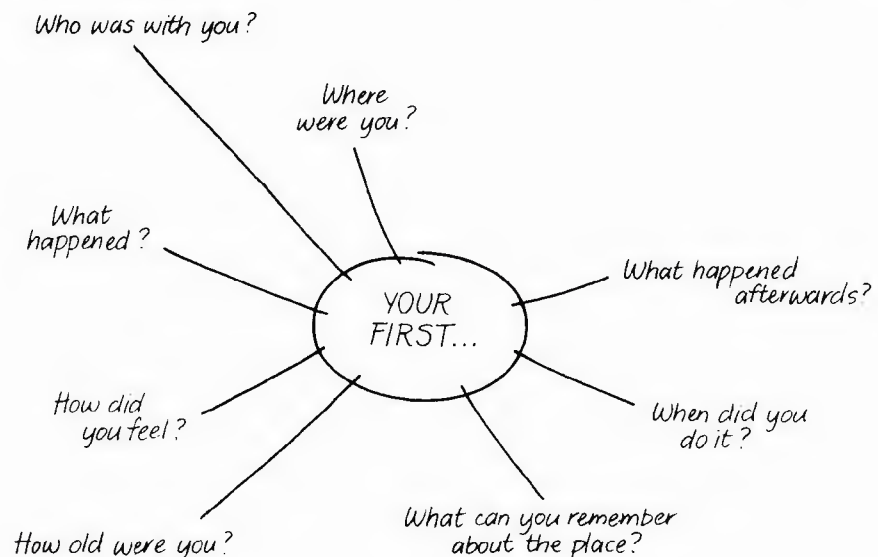 Who was with you?
Where
were you?
What
happened?
What happened
afterwards?
YOUR
FIRST...
How did
you feel?
When did you
do it?
How old were you?
What can you remember
about the place?